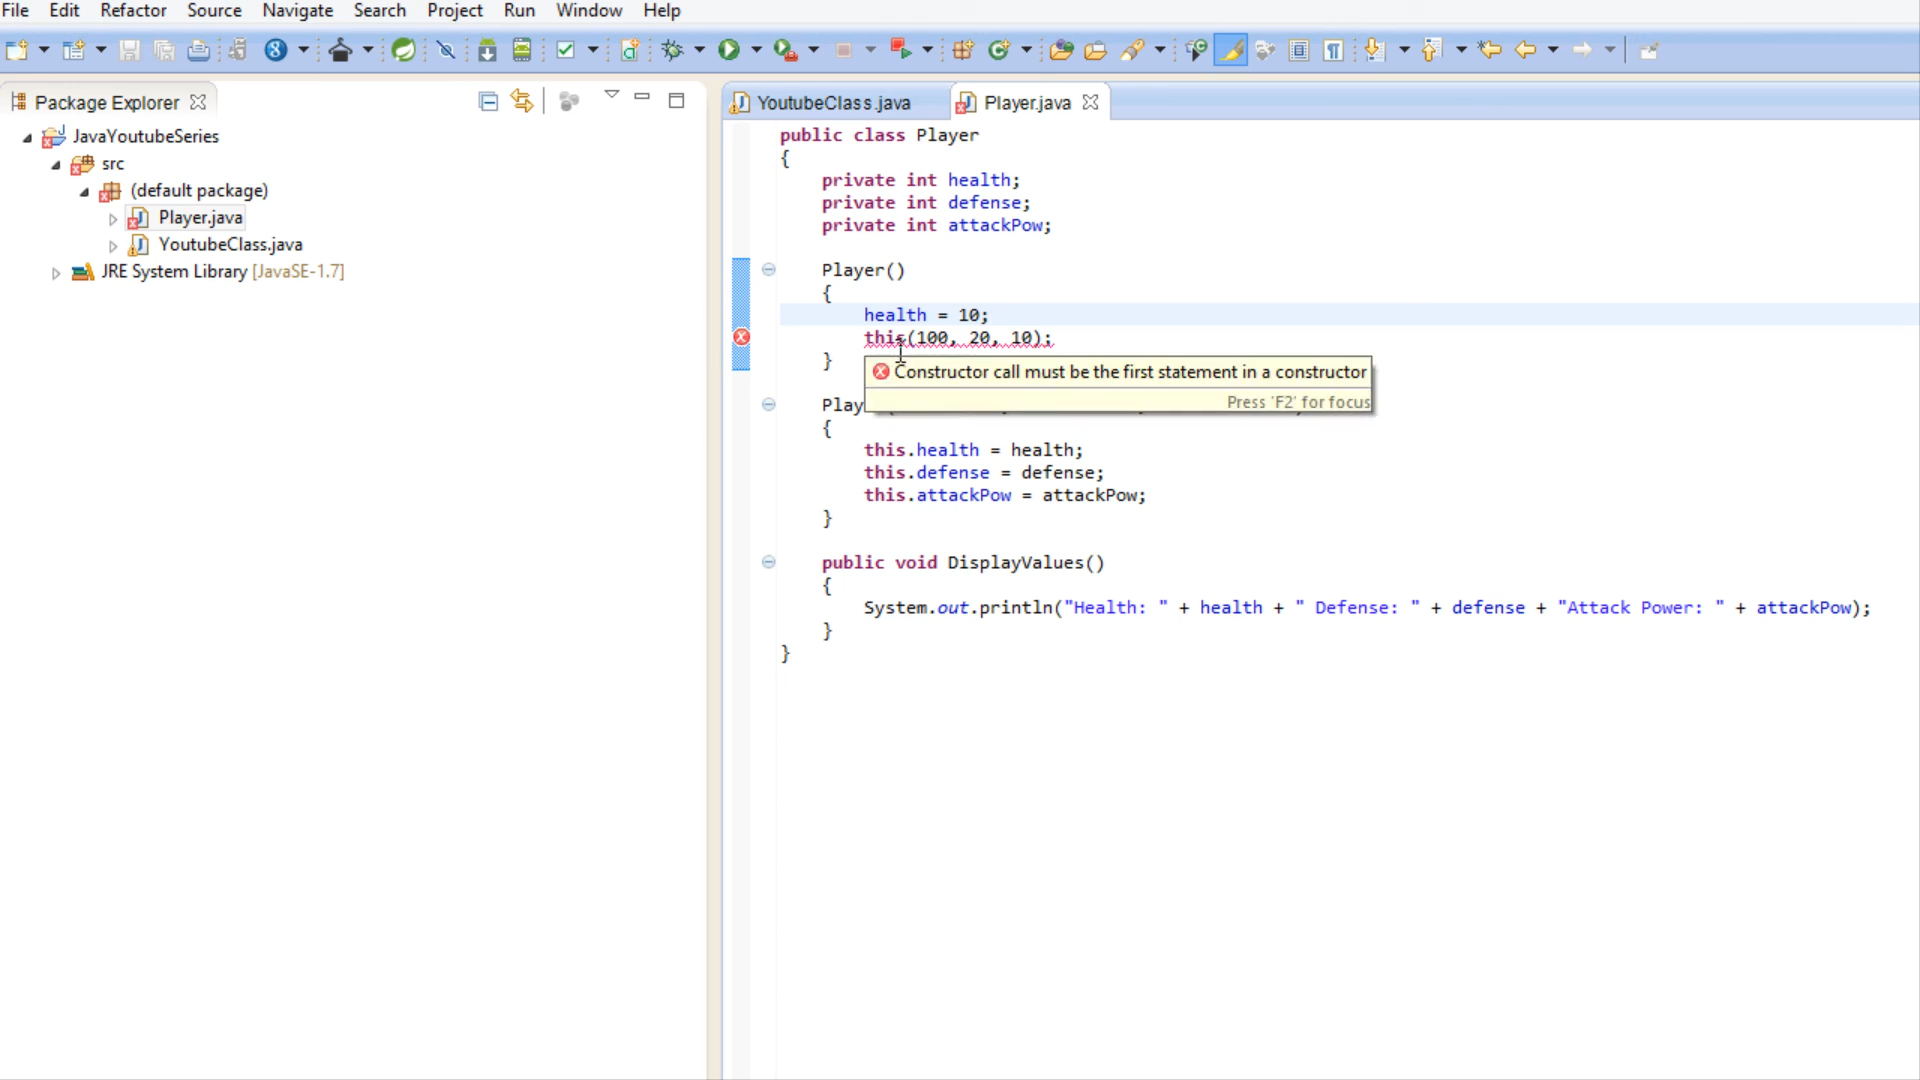 File Edit Refactor Source Navigate Search Project Run Window Help
Package Explorer
YoutubeClass.java Player.java
JavaYoutubeSeries
src
(default package)
Player.java
YoutubeClass.java
JRE System Library [JavaSE-1.7]
public class Player
{
private int health;
private int defense;
private int attackPow;
Player()
{
health = 10;
this(100, 20, 10);
}
Constructor call must be the first statement in a constructor
Press 'F2' for focus
Play
{
this.health = health;
this.defense = defense;
this.attackPow = attackPow;
}
public void DisplayValues()
{
System.out.println("Health: " + health + " Defense: " + defense + "Attack Power: " + attackPow);
}
}